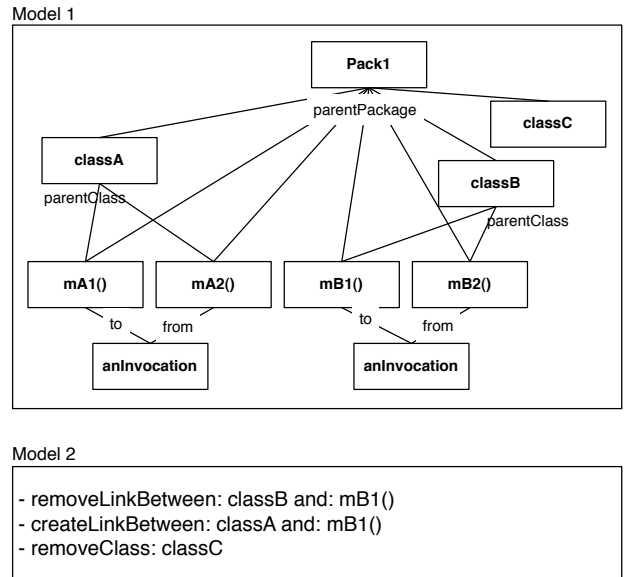 Model 1
Pack1
parentPackage
classC
classA
classB
parentClass
parentClass
mA1()
mA2()
mB1()
mB2()
to
from
to
from
anInvocation
anInvocation
Model 2
- removeLinkBetween: classB and: mB1()
- createLinkBetween: classA and: mB1()
- removeClass: classC